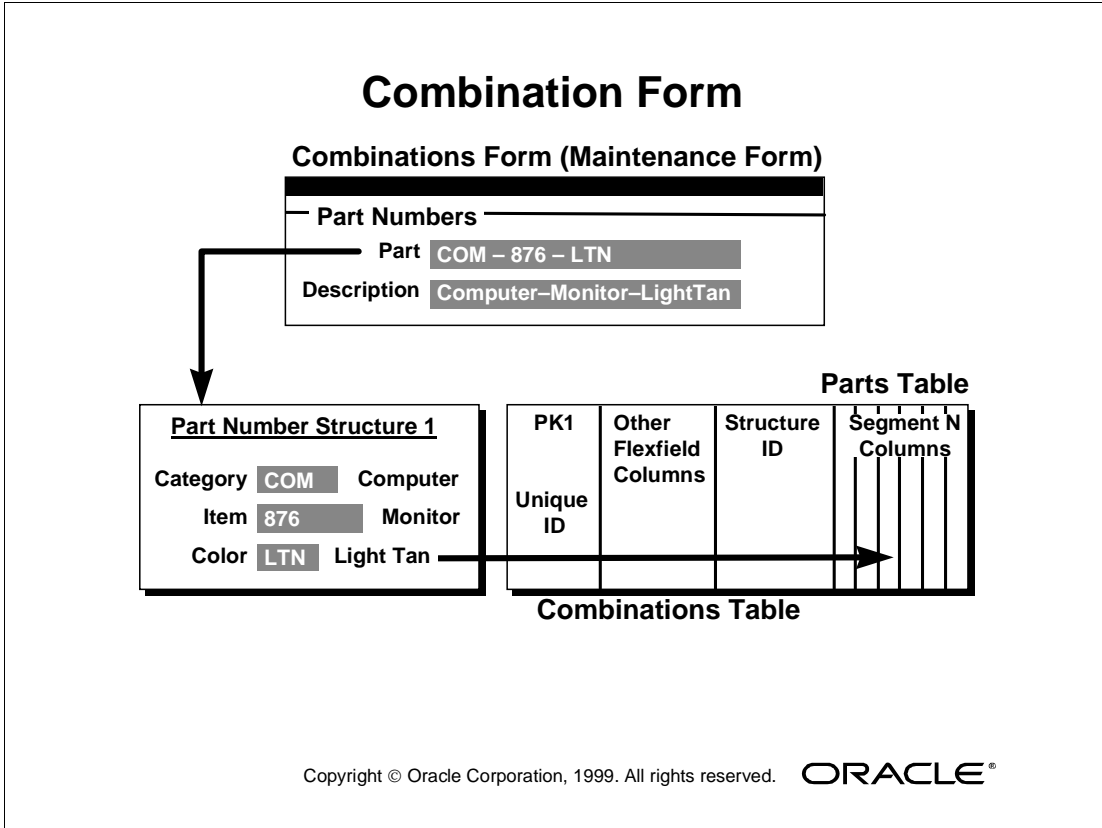 Combination Form
Combinations Form (Maintenance Form)
Part Numbers
Part COM – 876 – LTN
Description Computer–Monitor–LightTan
Parts Table
Part Number Structure 1
Category COM Computer
Item 876 Monitor
Color LTN Light Tan
PK1
Unique
ID
Other
Flexfield
Columns
Structure
ID
Segment N
Columns
Combinations Table
Copyright © Oracle Corporation, 1999. All rights reserved. ORACLE®